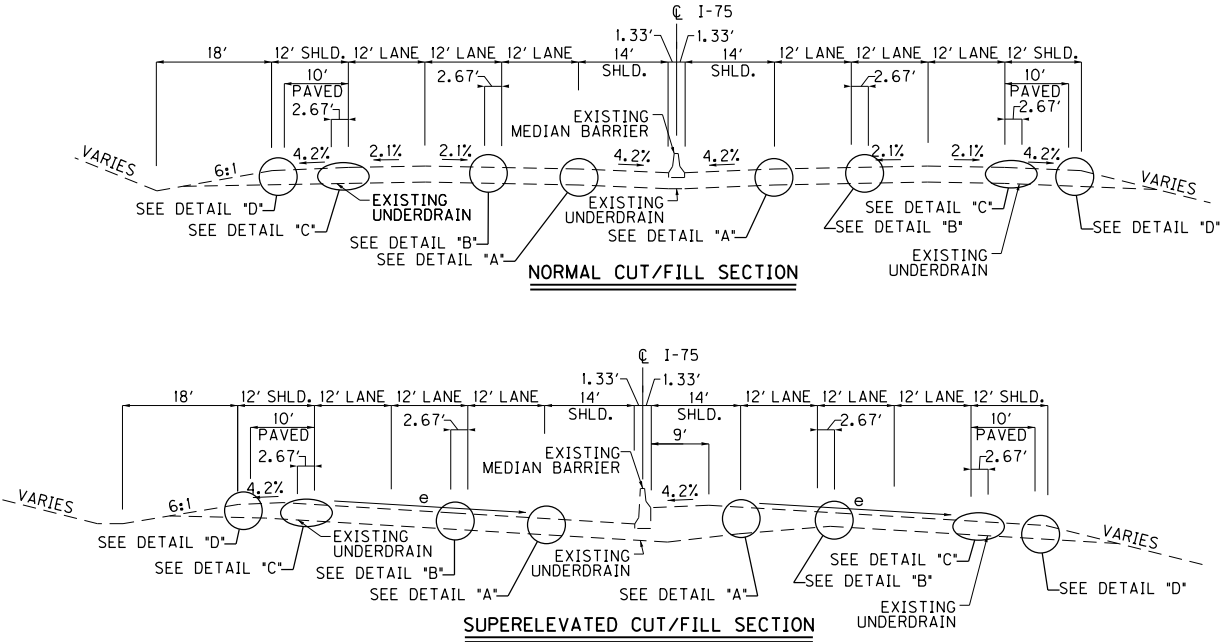 ℄ I-75
1.33' 1.33'
18' 12' SHLD. 12' LANE 12' LANE 12' LANE 14' SHLD. 14' SHLD. 12' LANE 12' LANE 12' LANE 12' SHLD.
10' PAVED
2.67'
2.67'
2.67'
10' PAVED
2.67'
EXISTING
MEDIAN BARRIER
VARIES
6:1
4.2%
2.1%
2.1%
4.2%
4.2%
2.1%
2.1%
4.2%
VARIES
SEE DETAIL "D"
SEE DETAIL "C"
EXISTING
UNDERDRAIN
SEE DETAIL "B"
SEE DETAIL "A"
EXISTING
UNDERDRAIN
SEE DETAIL "A"
SEE DETAIL "B"
SEE DETAIL "C"
EXISTING
UNDERDRAIN
SEE DETAIL "D"
NORMAL CUT/FILL SECTION
℄ I-75
1.33' 1.33'
18' 12' SHLD. 12' LANE 12' LANE 12' LANE 14' SHLD. 14' SHLD. 12' LANE 12' LANE 12' LANE 12' SHLD.
10' PAVED
2.67'
2.67'
9'
2.67'
10' PAVED
2.67'
EXISTING
MEDIAN BARRIER
VARIES
6:1
4.2%
e
4.2%
e
VARIES
SEE DETAIL "D"
SEE DETAIL "C"
EXISTING
UNDERDRAIN
SEE DETAIL "B"
SEE DETAIL "A"
EXISTING
UNDERDRAIN
SEE DETAIL "A"
SEE DETAIL "B"
SEE DETAIL "C"
EXISTING
UNDERDRAIN
SEE DETAIL "D"
SUPERELEVATED CUT/FILL SECTION